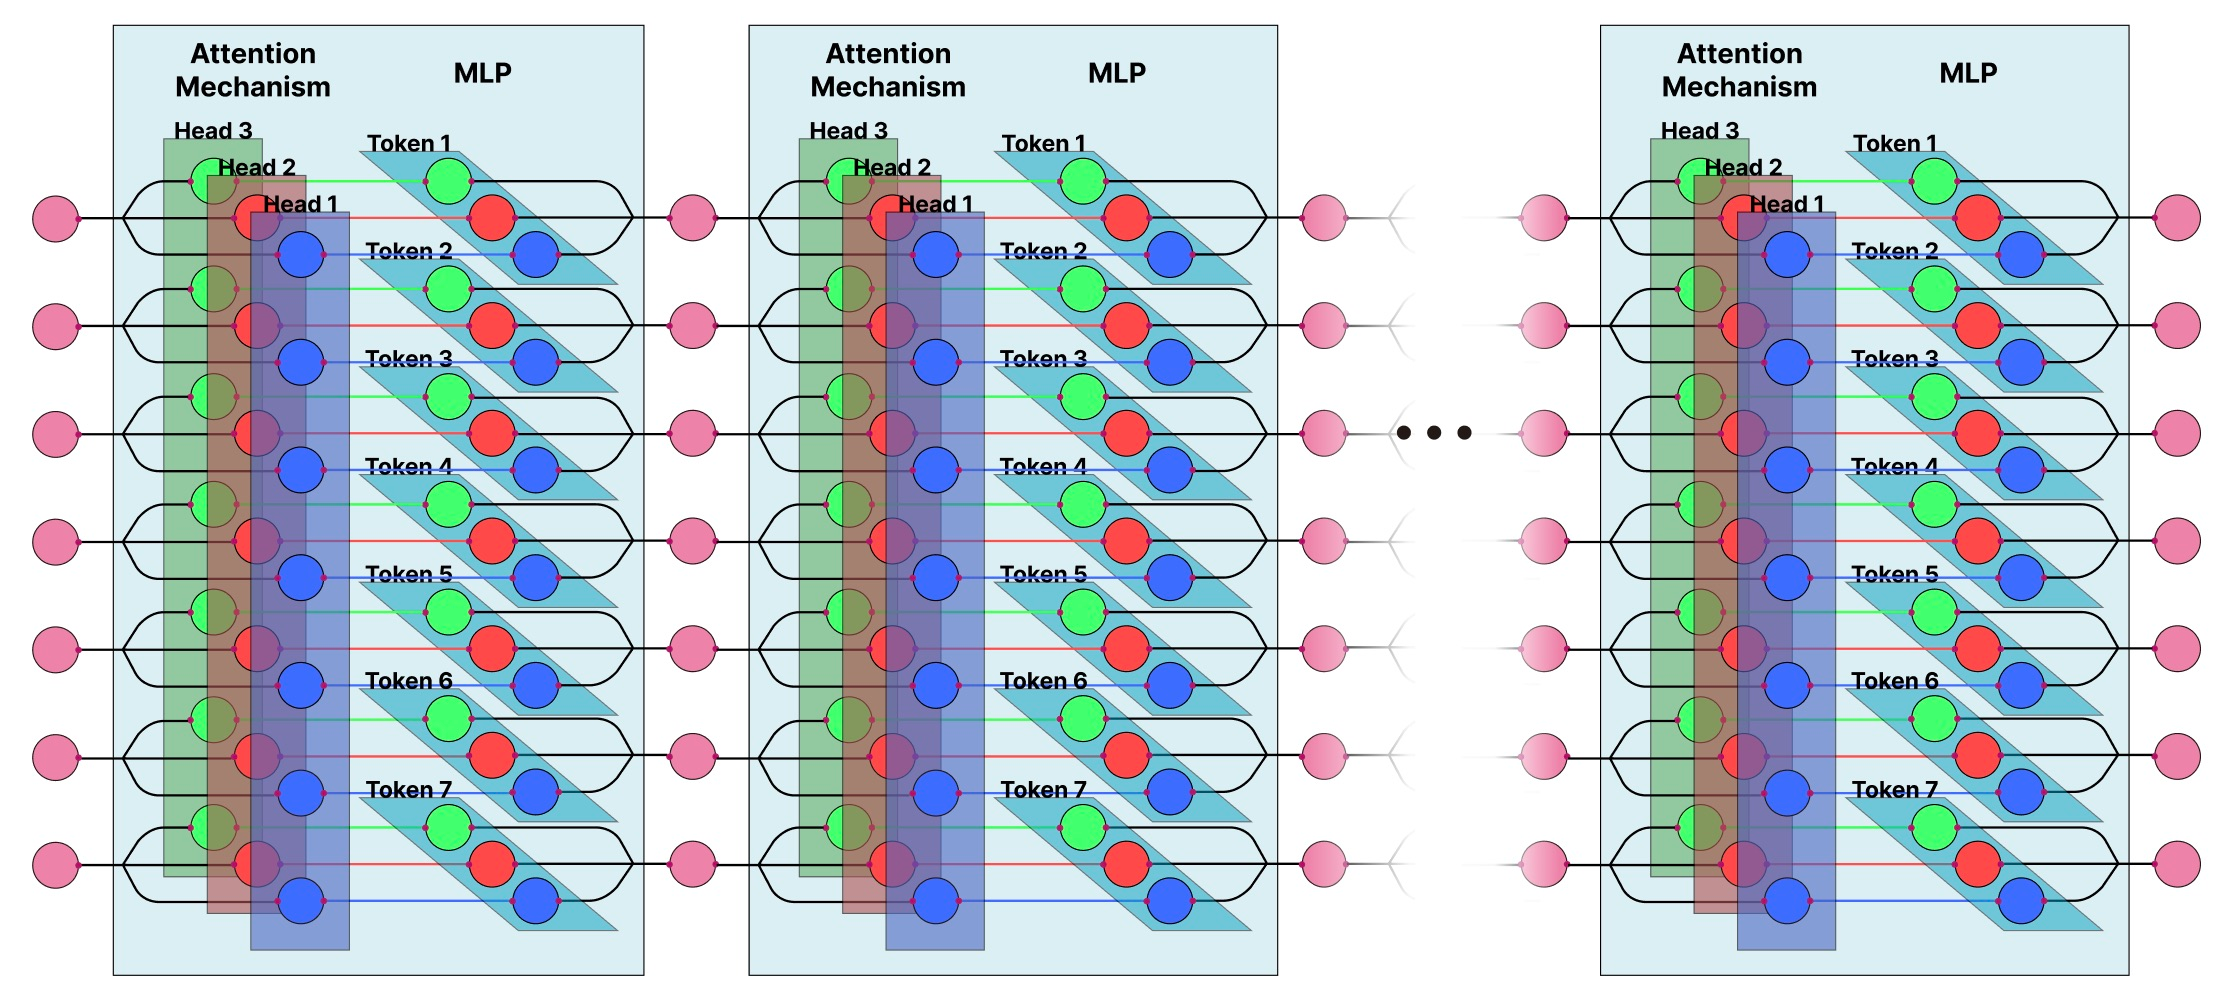 Attention
Mechanism
MLP
Head 3
Head 2
Head 1
Token 1
Token 2
Token 3
Token 4
Token 5
Token 6
Token 7
Attention
Mechanism
MLP
Head 3
Head 2
Head 1
Token 1
Token 2
Token 3
Token 4
Token 5
Token 6
Token 7
Attention
Mechanism
MLP
Head 3
Head 2
Head 1
Token 1
Token 2
Token 3
Token 4
Token 5
Token 6
Token 7